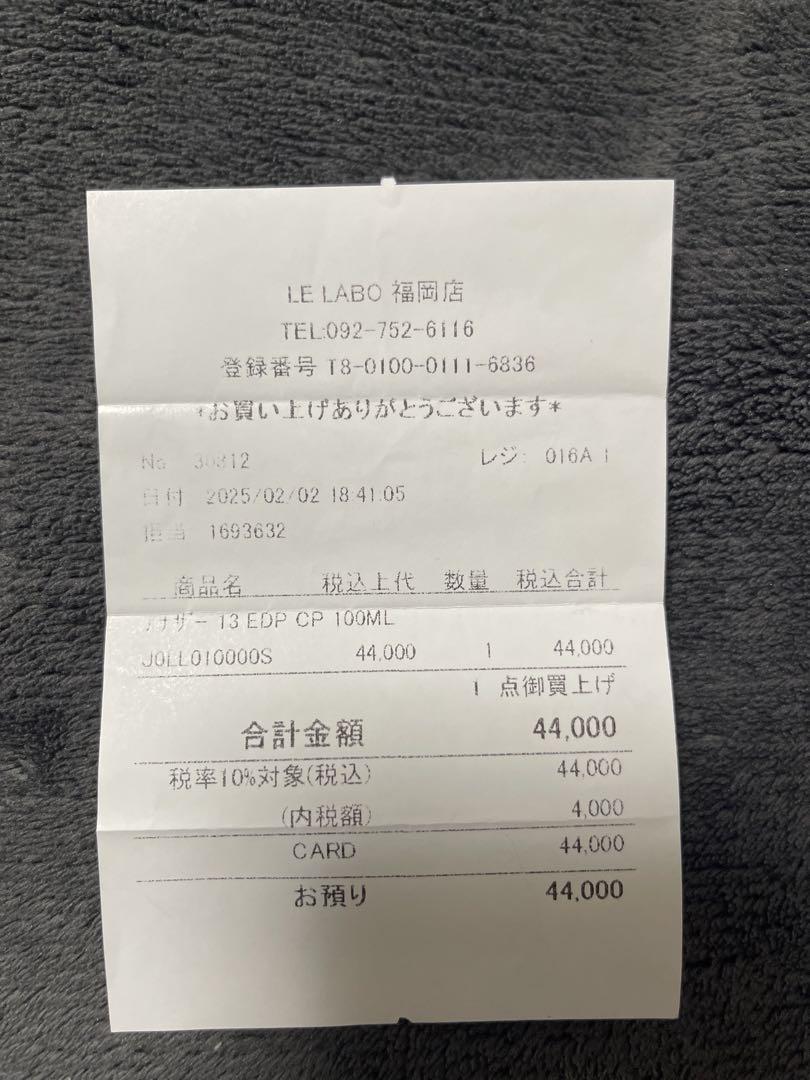 LE LABO 福岡店
TEL:092-752-6116
登録番号 T8-0100-0111-6836
*お買い上げありがとうございます*
No 30312 レジ: 016A 1
日付 2025/02/02 18:41:05
担当 1693632
商品名 税込上代 数量 税込合計
アナザー 13 EDP CP 100ML
J0LL010000S 44,000 1 44,000
1 点御買上げ
合計金額 44,000
税率10%対象(税込) 44,000
(内税額) 4,000
CARD 44,000
お預り 44,000